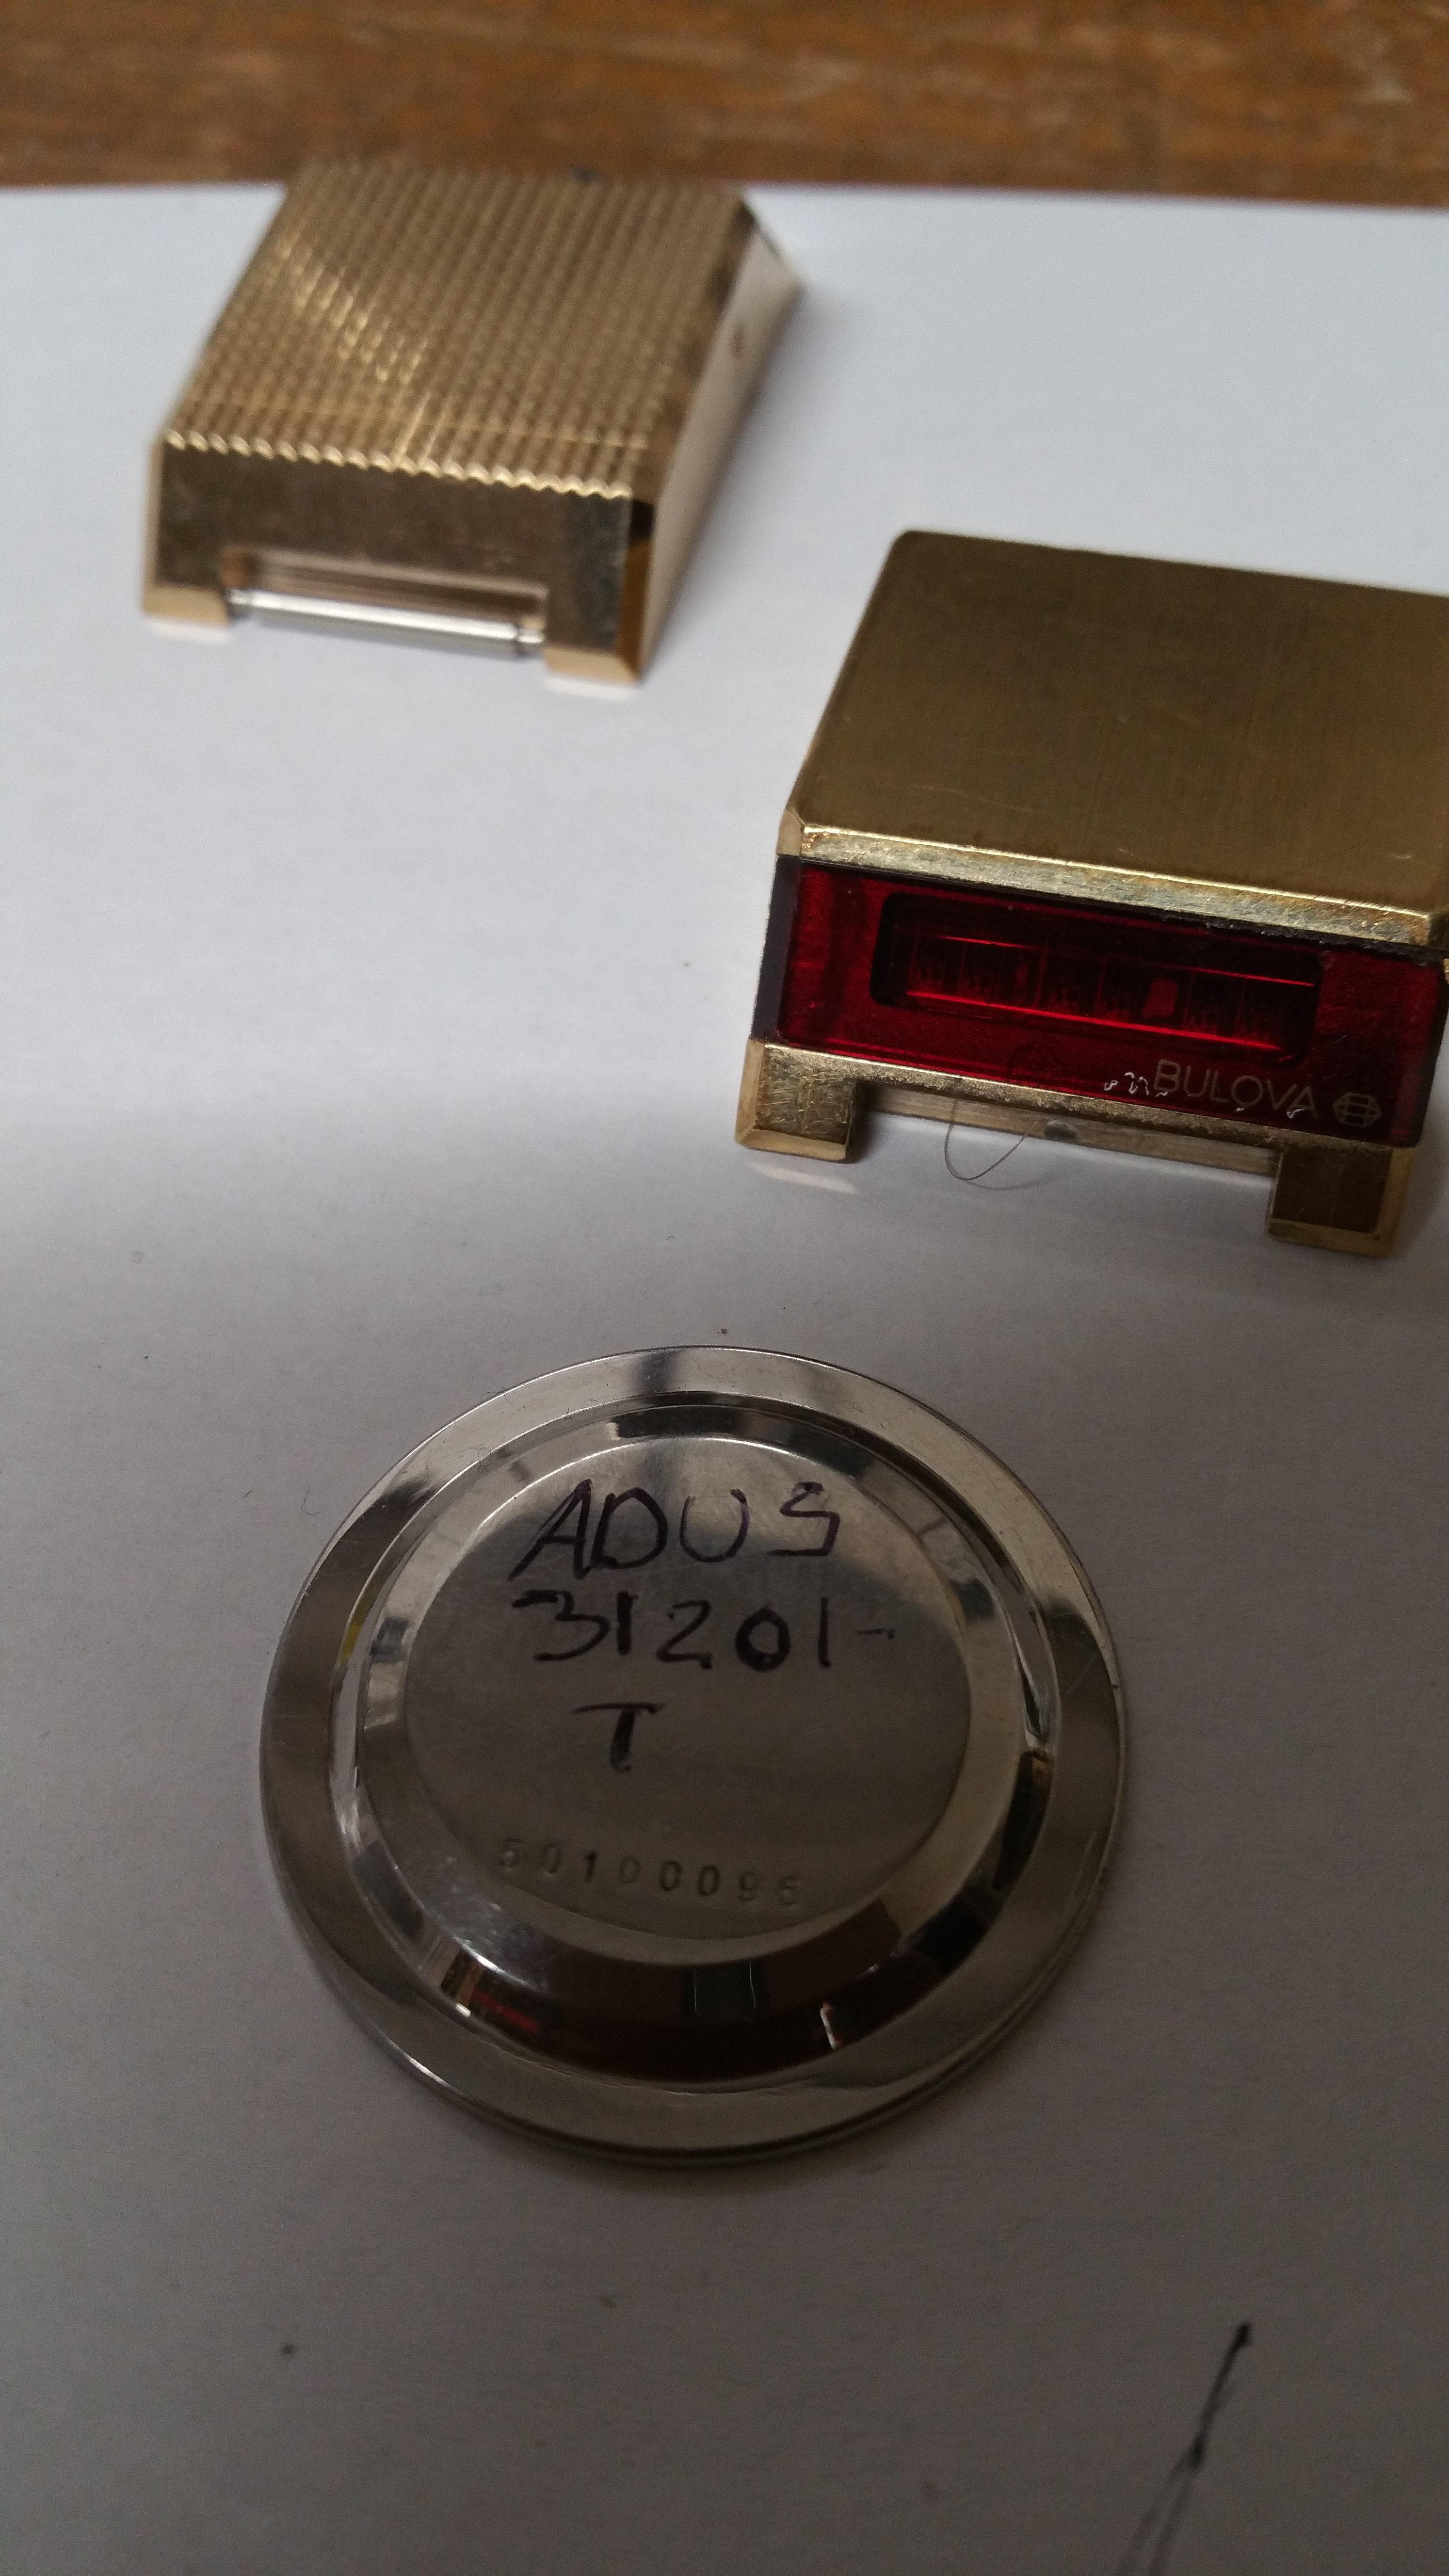 BULOVA
ADUS
31201-
T
50100096